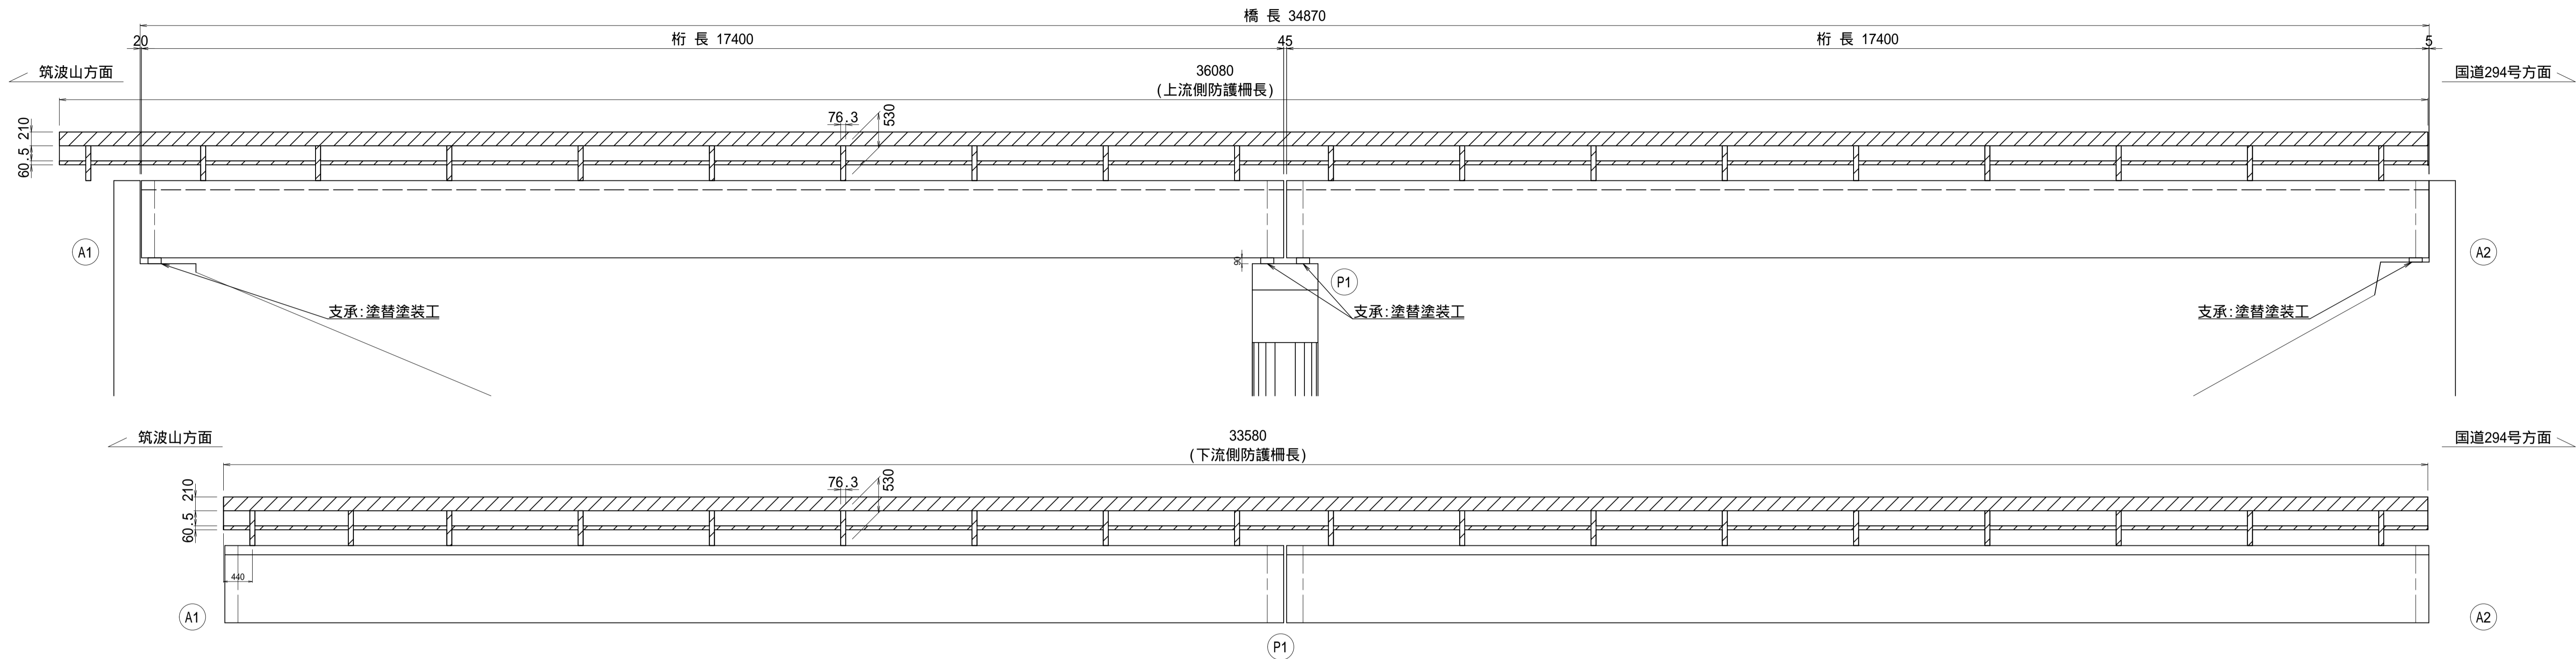 橋 長 34870
20
桁 長 17400
45
桁 長 17400
5
筑波山方面
国道294号方面
36080
(上流側防護柵長)
210
60.5
76.3
530
A1
A2
90
P1
支承:塗替塗装工
支承:塗替塗装工
支承:塗替塗装工
筑波山方面
国道294号方面
33580
(下流側防護柵長)
210
60.5
76.3
530
440
A1
A2
P1